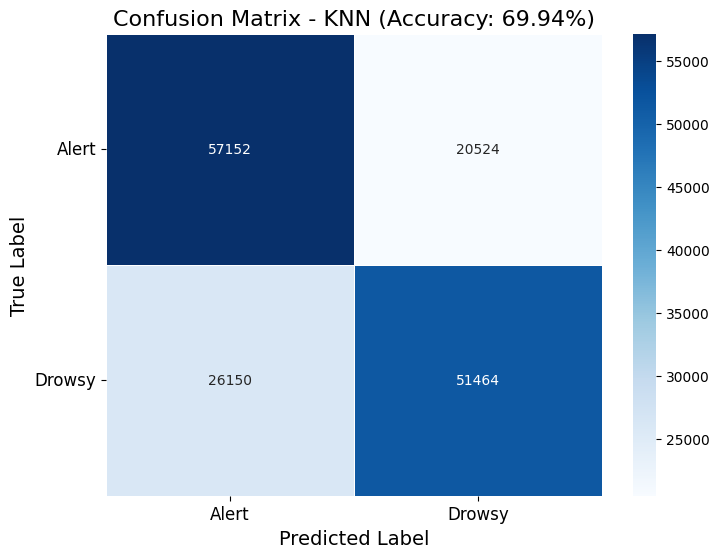 Confusion Matrix - KNN (Accuracy: 69.94%)
True Label
Alert
57152
20524
Drowsy
26150
51464
Alert
Drowsy
Predicted Label
55000
50000
45000
40000
35000
30000
25000